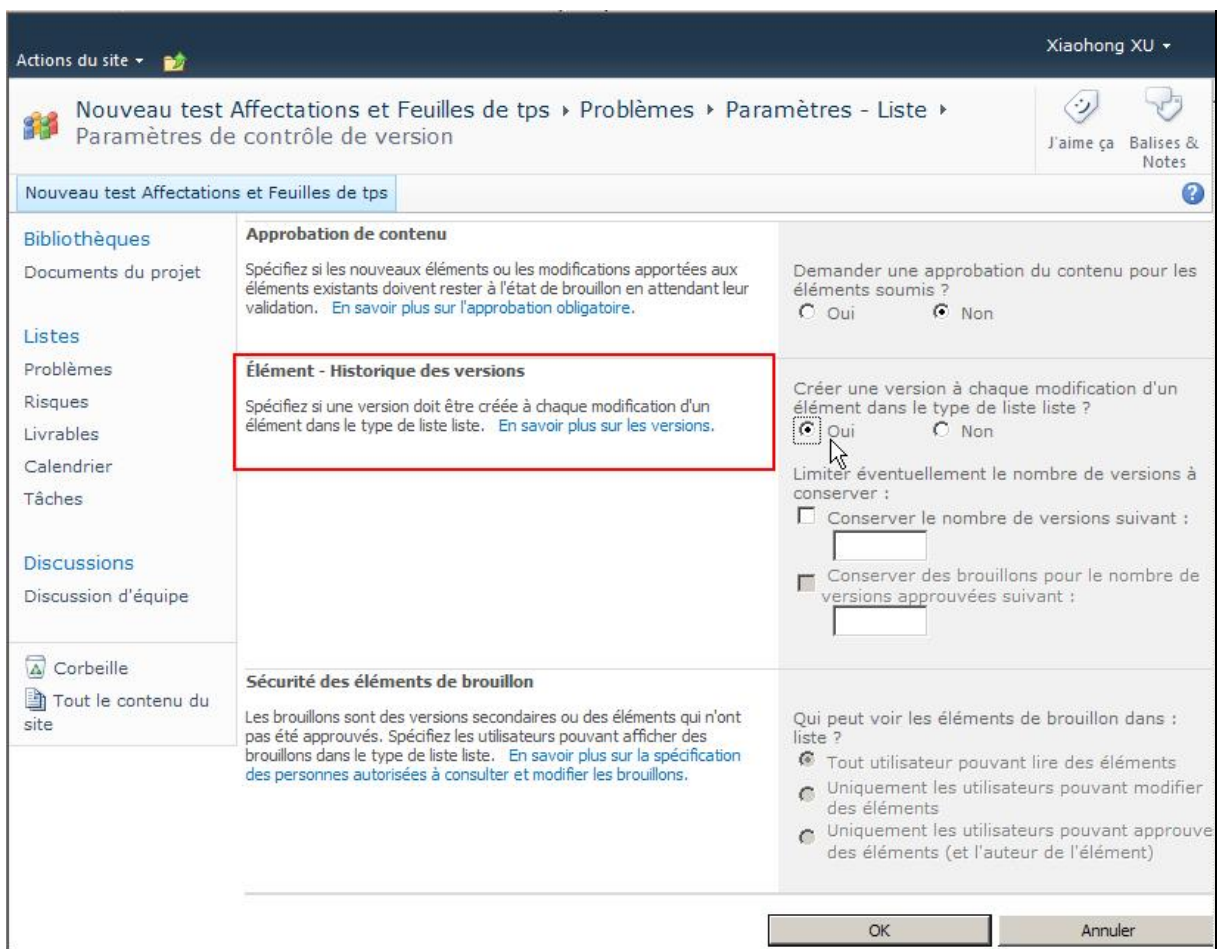 Xiaohong XU
Actions du site
Nouveau test Affectations et Feuilles de tps ▸ Problèmes ▸ Paramètres - Liste ▸
Paramètres de contrôle de version
J'aime ça
Balises &
Notes
Nouveau test Affectations et Feuilles de tps
Bibliothèques
Documents du projet
Listes
Problèmes
Risques
Livrables
Calendrier
Tâches
Discussions
Discussion d'équipe
Corbeille
Tout le contenu du
site
Approbation de contenu
Spécifiez si les nouveaux éléments ou les modifications apportées aux
éléments existants doivent rester à l'état de brouillon en attendant leur
validation. En savoir plus sur l'approbation obligatoire.
Demander une approbation du contenu pour les
éléments soumis ?
Oui Non
Élément - Historique des versions
Spécifiez si une version doit être créée à chaque modification d'un
élément dans le type de liste liste. En savoir plus sur les versions.
Créer une version à chaque modification d'un
élément dans le type de liste liste ?
Oui Non
Limiter éventuellement le nombre de versions à
conserver :
Conserver le nombre de versions suivant :
Conserver des brouillons pour le nombre de
versions approuvées suivant :
Sécurité des éléments de brouillon
Les brouillons sont des versions secondaires ou des éléments qui n'ont
pas été approuvés. Spécifiez les utilisateurs pouvant afficher des
brouillons dans le type de liste liste. En savoir plus sur la spécification
des personnes autorisées à consulter et modifier les brouillons.
Qui peut voir les éléments de brouillon dans :
liste ?
Tout utilisateur pouvant lire des éléments
Uniquement les utilisateurs pouvant modifier
des éléments
Uniquement les utilisateurs pouvant approuve
des éléments (et l'auteur de l'élément)
OK
Annuler